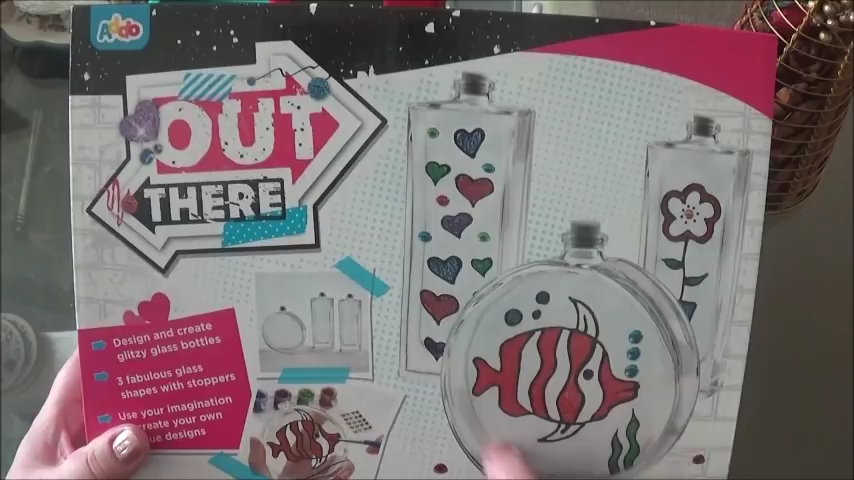 Addo
OUT
THERE
Design and create
glitzy glass bottles
3 fabulous glass
shapes with stoppers
Use your imagination
create your own
designs